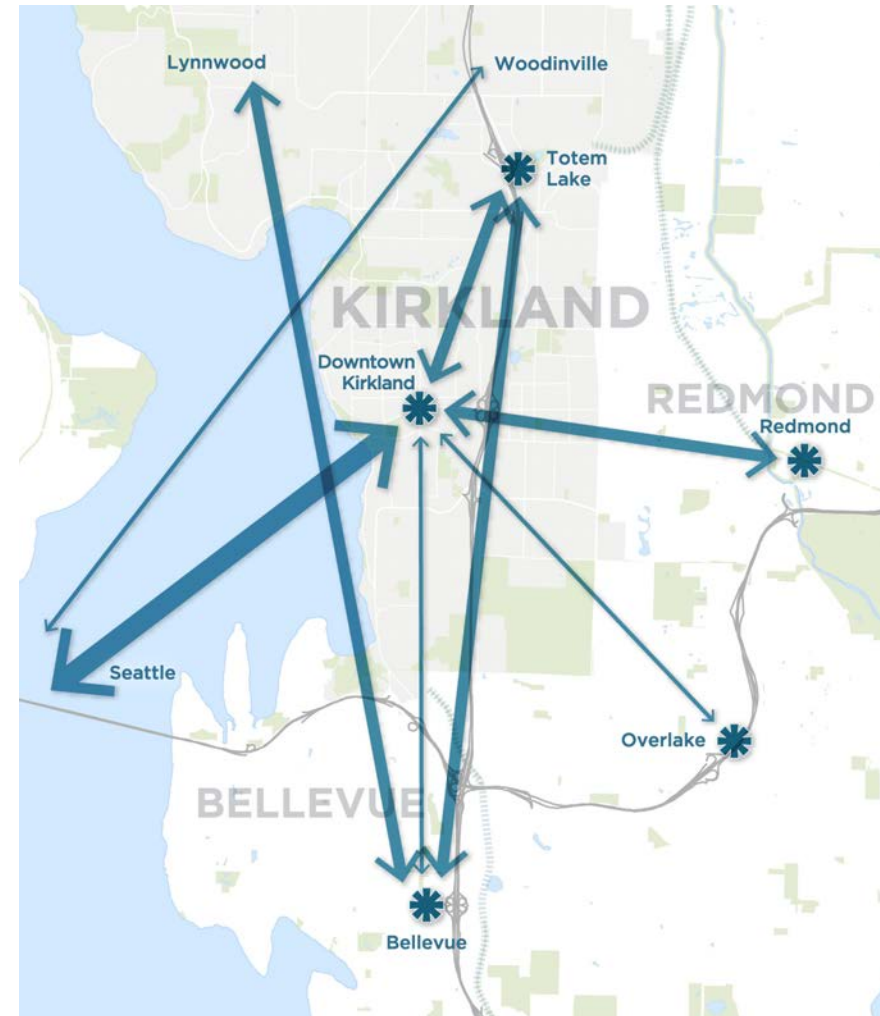 Lynnwood
Woodinville
Totem
Lake
KIRKLAND
Downtown
Kirkland
REDMOND
Redmond
Seattle
Overlake
BELLEVUE
Bellevue